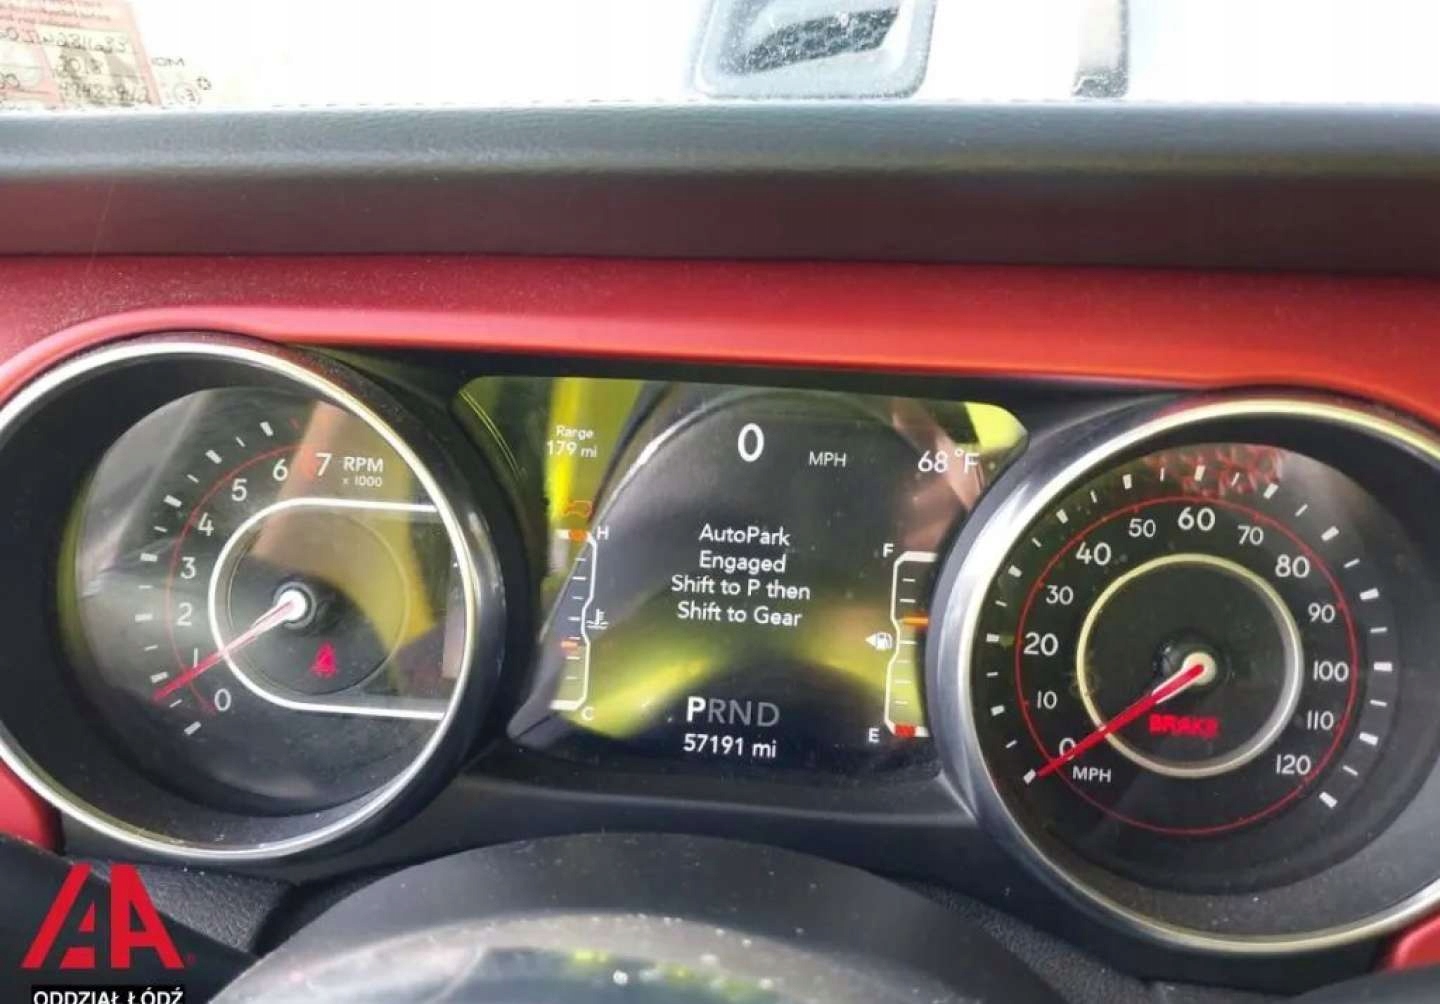 2018
Range
179 mi
0 MPH
68 °F
AutoPark
Engaged
Shift to P then
Shift to Gear
PRND
57191 mi
H
C
F
E
0
1
2
3
4
5
6
7
RPM
x 1000
0
10
20
30
40
50
60
70
80
90
100
110
120
MPH
BRAKE
AA
ODDZIAŁ ŁÓDŹ